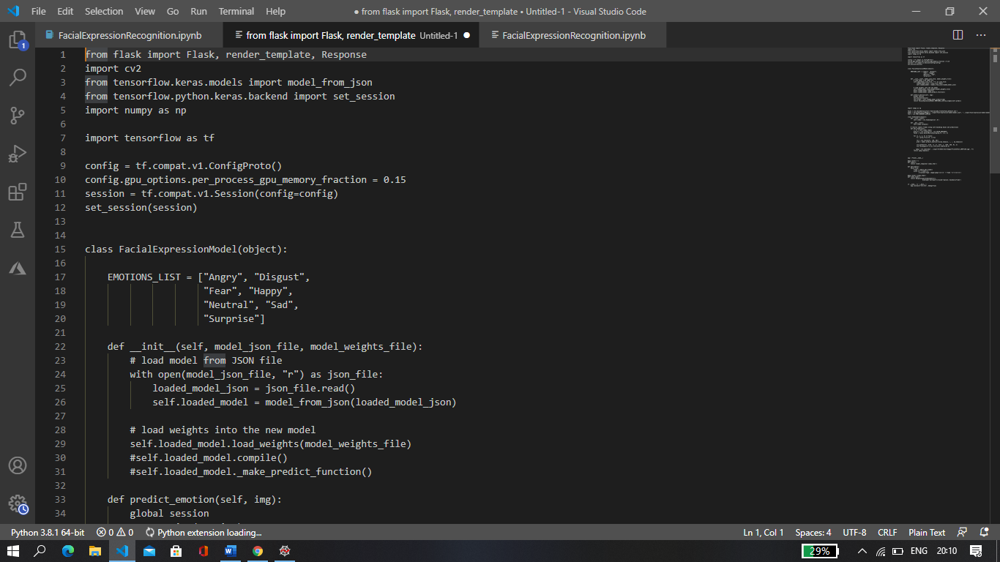 File Edit Selection View Go Run Terminal Help ● from flask import Flask, render_template • Untitled-1 - Visual Studio Code
FacialExpressionRecognition.ipynb from flask import Flask, render_template Untitled-1 ● FacialExpressionRecognition.ipynb
1 from flask import Flask, render_template, Response
2 import cv2
3 from tensorflow.keras.models import model_from_json
4 from tensorflow.python.keras.backend import set_session
5 import numpy as np
6
7 import tensorflow as tf
8
9 config = tf.compat.v1.ConfigProto()
10 config.gpu_options.per_process_gpu_memory_fraction = 0.15
11 session = tf.compat.v1.Session(config=config)
12 set_session(session)
13
14
15 class FacialExpressionModel(object):
16
17     EMOTIONS_LIST = ["Angry", "Disgust",
18                      "Fear", "Happy",
19                      "Neutral", "Sad",
20                      "Surprise"]
21
22     def __init__(self, model_json_file, model_weights_file):
23         # load model from JSON file
24         with open(model_json_file, "r") as json_file:
25             loaded_model_json = json_file.read()
26             self.loaded_model = model_from_json(loaded_model_json)
27
28         # load weights into the new model
29         self.loaded_model.load_weights(model_weights_file)
30         #self.loaded_model.compile()
31         #self.loaded_model._make_predict_function()
32
33     def predict_emotion(self, img):
34         global session
1
Python 3.8.1 64-bit 0 0 Python extension loading... Ln 1, Col 1 Spaces: 4 UTF-8 CRLF Plain Text
29% ENG 20:10